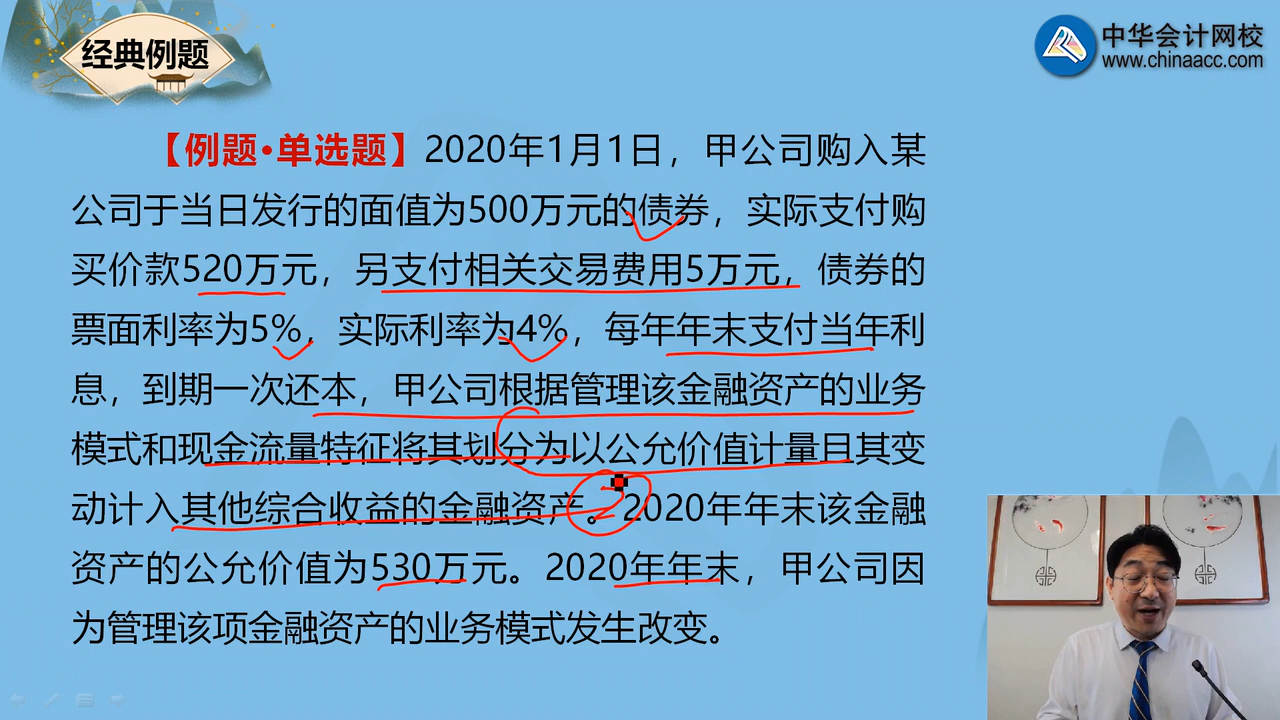 经典例题
中华会计网校
www.chinaacc.com
【例题•单选题】2020年1月1日，甲公司购入某
公司于当日发行的面值为500万元的债券，实际支付购
买价款520万元，另支付相关交易费用5万元，债券的
票面利率为5%，实际利率为4%，每年年末支付当年利
息，到期一次还本，甲公司根据管理该金融资产的业务
模式和现金流量特征将其划分为以公允价值计量且其变
动计入其他综合收益的金融资产。2020年年末该金融
资产的公允价值为530万元。2020年年末，甲公司因
为管理该项金融资产的业务模式发生改变。